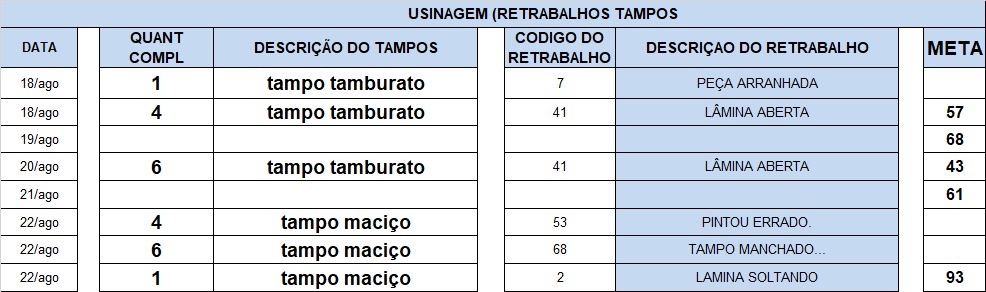 USINAGEM (RETRABALHOS TAMPOS
DATA QUANT COMPL DESCRIÇÃO DO TAMPOS CODIGO DO RETRABALHO DESCRIÇAO DO RETRABALHO META
18/ago 1 tampo tamburato 7 PEÇA ARRANHADA
18/ago 4 tampo tamburato 41 LÂMINA ABERTA 57
19/ago 68
20/ago 6 tampo tamburato 41 LÂMINA ABERTA 43
21/ago 61
22/ago 4 tampo maciço 53 PINTOU ERRADO.
22/ago 6 tampo maciço 68 TAMPO MANCHADO...
22/ago 1 tampo maciço 2 LAMINA SOLTANDO 93